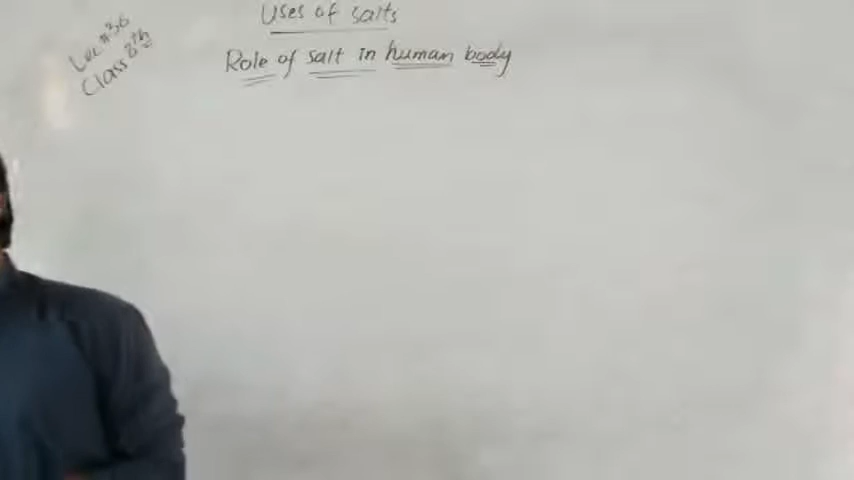 Uses of salts
Lec # 36
Class 8th
Role of salt in human body